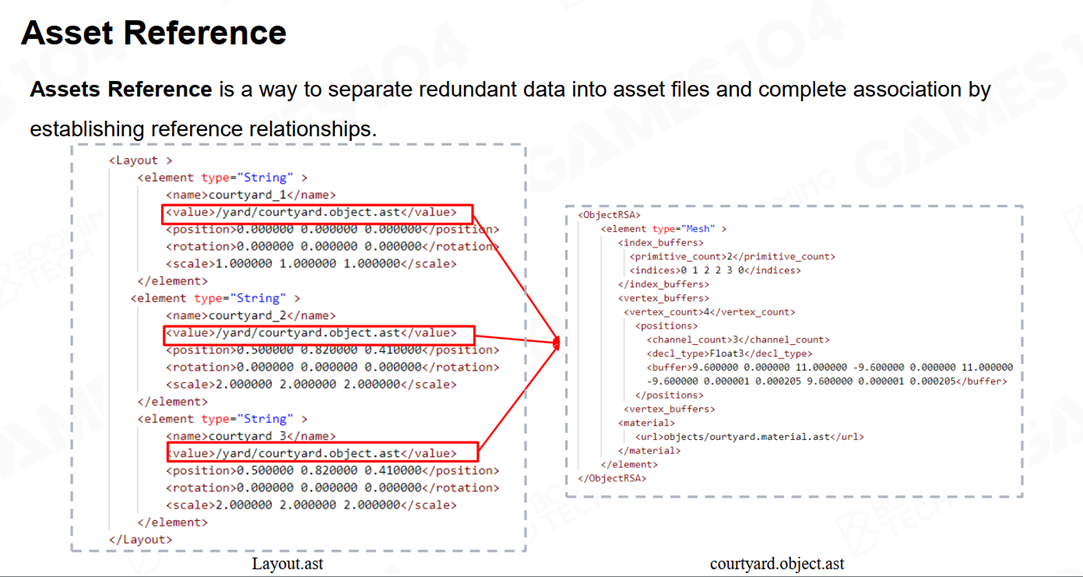 Asset Reference
Assets Reference is a way to separate redundant data into asset files and complete association by
establishing reference relationships.
<Layout >
<element type="String" >
<name>courtyard_1</name>
<value>/yard/courtyard.object.ast</value>
<position>0.000000 0.000000 0.000000</position>
<rotation>0.000000 0.000000 0.000000</rotation>
<scale>1.000000 1.000000 1.000000</scale>
</element>
<element type="String" >
<name>courtyard_2</name>
<value>/yard/courtyard.object.ast</value>
<position>0.500000 0.820000 0.410000</position>
<rotation>0.000000 0.000000 0.000000</rotation>
<scale>2.000000 2.000000 2.000000</scale>
</element>
<element type="String" >
<name>courtyard_3</name>
<value>/yard/courtyard.object.ast</value>
<position>0.500000 0.820000 0.410000</position>
<rotation>0.000000 0.000000 0.000000</rotation>
<scale>2.000000 2.000000 2.000000</scale>
</element>
</Layout>
Layout.ast
<ObjectRSA>
<element type="Mesh" >
<index_buffers>
<primitive_count>2</primitive_count>
<indices>0 1 2 2 3 0</indices>
</index_buffers>
<vertex_buffers>
<vertex_count>4</vertex_count>
<positions>
<channel_count>3</channel_count>
<decl_type>Float3</decl_type>
<buffer>9.600000 0.000000 11.000000 -9.600000 0.000000 11.000000
-9.600000 0.000001 0.000205 9.600000 0.000001 0.000205</buffer>
</positions>
<vertex_buffers>
<material>
<url>objects/ourtyard.material.ast</url>
</material>
</element>
</ObjectRSA>
courtyard.object.ast
GAMES104
BOOMING
TECH